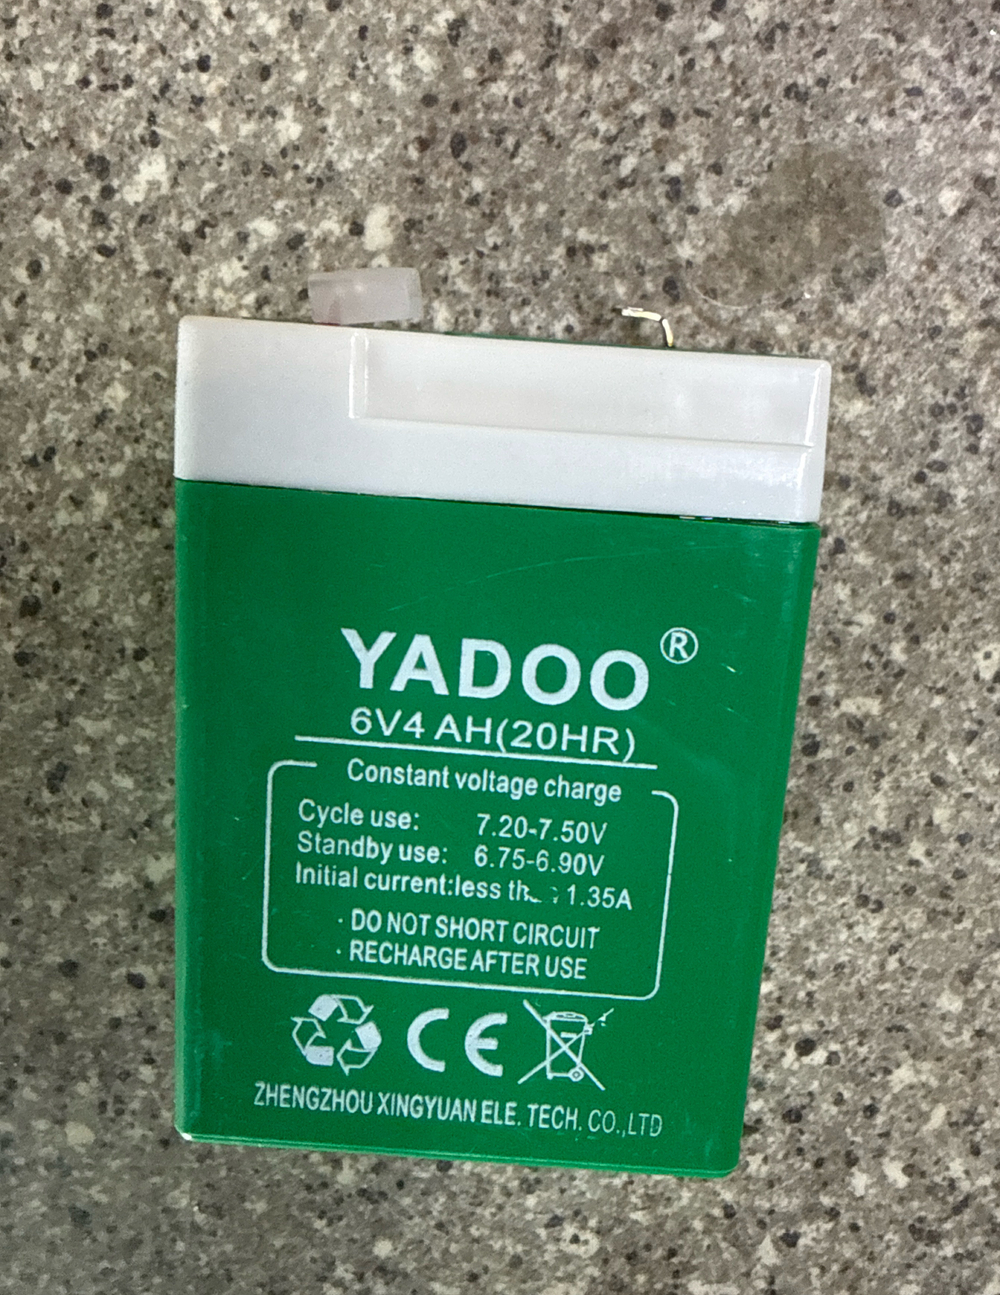 YADOO®
6V4 AH(20HR)
Constant voltage charge
Cycle use: 7.20-7.50V
Standby use: 6.75-6.90V
Initial current:less 1.35A
· DO NOT SHORT CIRCUIT
· RECHARGE AFTER USE
CE
ZHENGZHOU XINGYUAN ELE. TECH. CO.,LTD